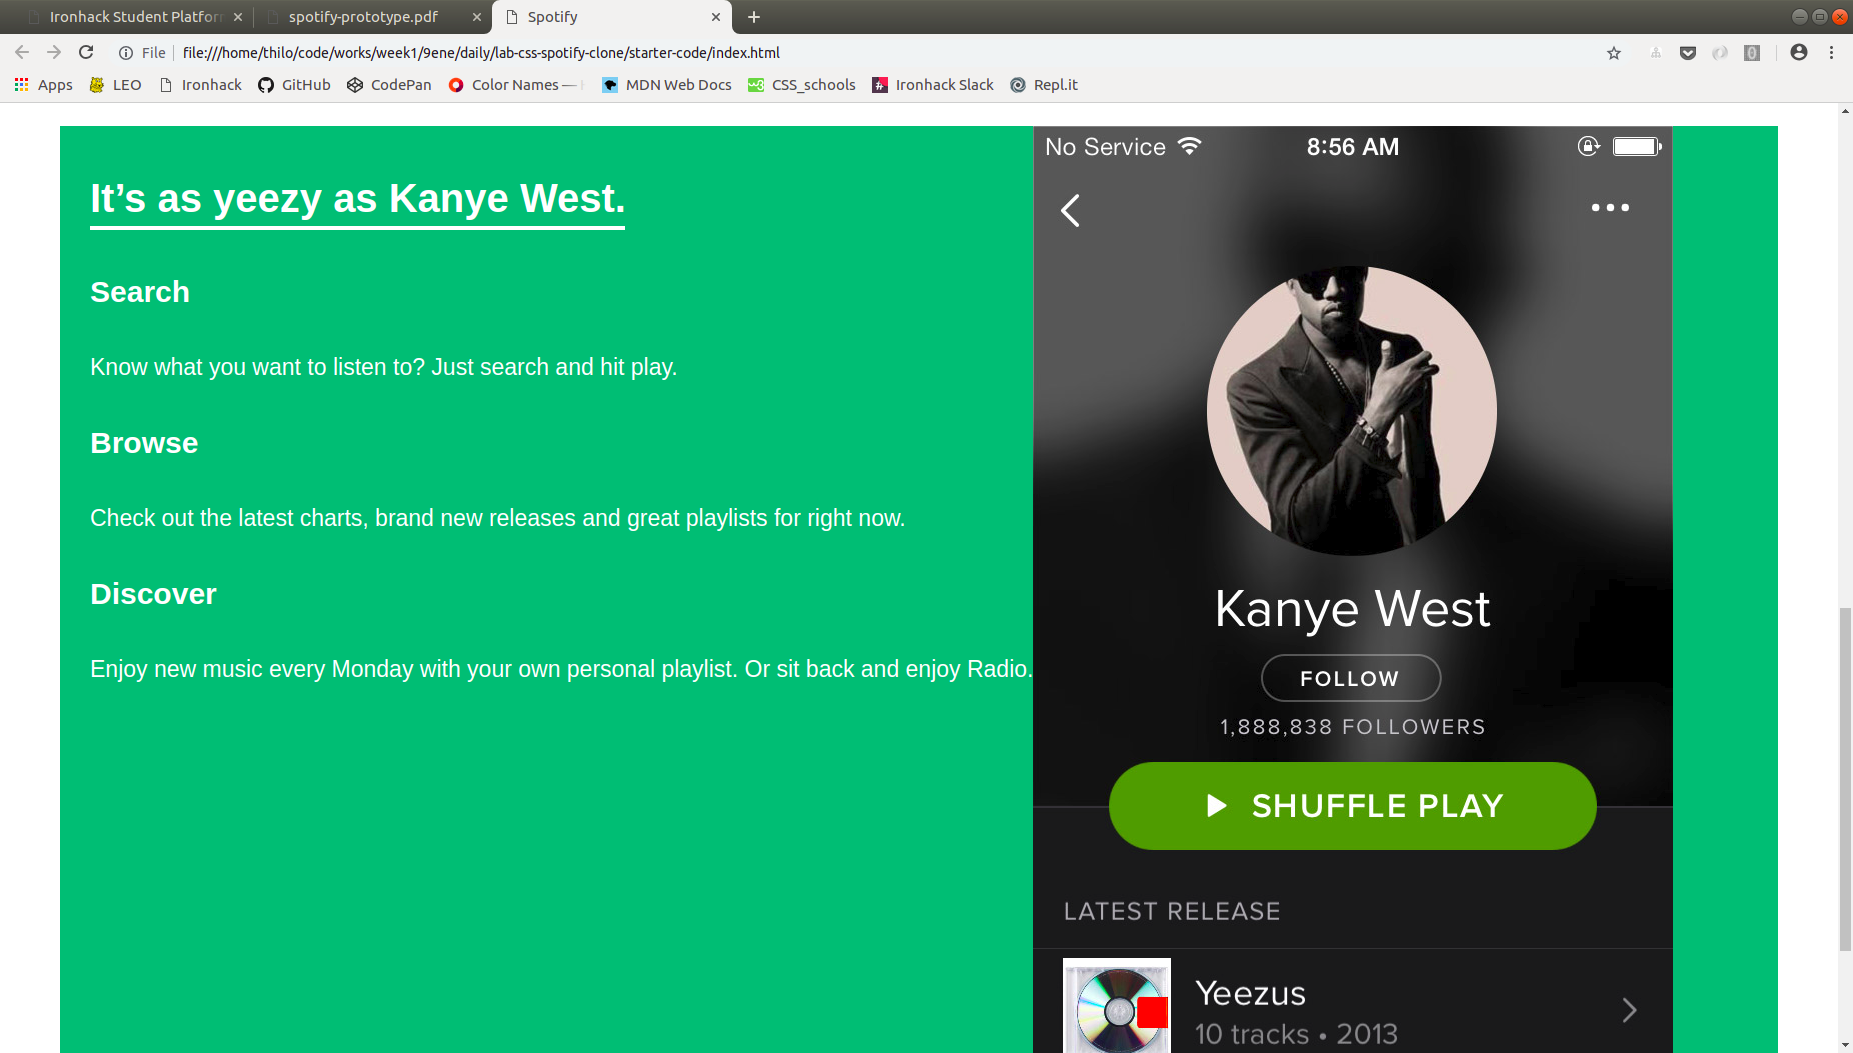 Ironhack Student Platfor
spotify-prototype.pdf
Spotify
File
file:///home/thilo/code/works/week1/9ene/daily/lab-css-spotify-clone/starter-code/index.html
Apps
LEO
Ironhack
GitHub
CodePan
Color Names —
MDN Web Docs
CSS_schools
Ironhack Slack
Repl.it
It’s as yeezy as Kanye West.
Search
Know what you want to listen to? Just search and hit play.
Browse
Check out the latest charts, brand new releases and great playlists for right now.
Discover
Enjoy new music every Monday with your own personal playlist. Or sit back and enjoy Radio.
No Service
8:56 AM
Kanye West
FOLLOW
1,888,838 FOLLOWERS
SHUFFLE PLAY
LATEST RELEASE
Yeezus
10 tracks • 2013